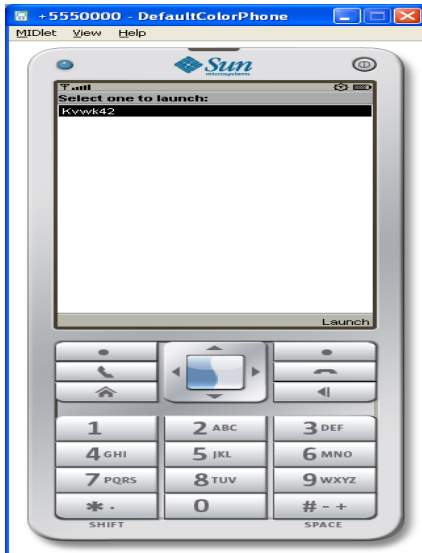 +5550000 - DefaultColorPhone
MIDlet View Help
Sun
microsystems
Select one to launch:
Kvwk42
Launch
1 2 ABC 3 DEF
4 GHI 5 JKL 6 MNO
7 PQRS 8 TUV 9 WXYZ
* . 0 # - +
SHIFT SPACE